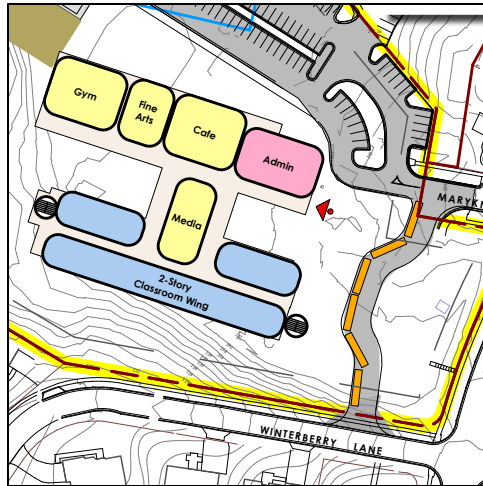 Gym
Fine
Arts
Cafe
Admin
Media
2-Story
Classroom Wing
WINTERBERRY LANE